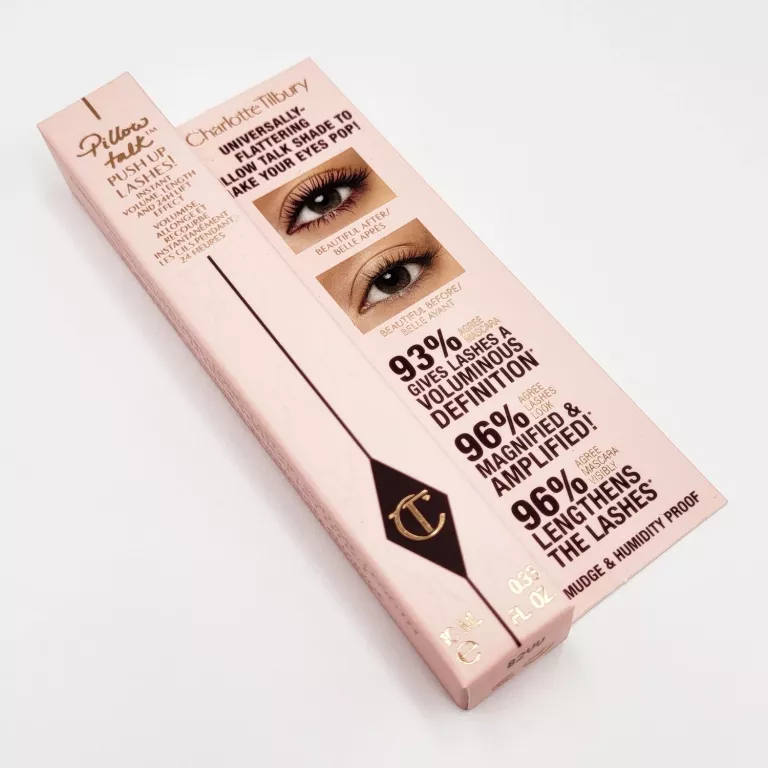 Pillow
talk™
PUSH UP
LASHES!
INSTANT
VOLUME, LENGTH
AND 24H LIFT
EFFECT
VOLUMISE,
ALLONGE ET
RECOURBE
INSTANTANÉMENT
LES CILS PENDANT
24 HEURES
CT
FL. OZ.
e
Charlotte Tilbury
UNIVERSALLY-
FLATTERING
LLOW TALK SHADE TO
AKE YOUR EYES POP!
BEAUTIFUL AFTER/
BELLE APRÈS
BEAUTIFUL BEFORE/
BELLE AVANT
93% AGREE
MASCARA
GIVES LASHES A
VOLUMINOUS
DEFINITION*
96% AGREE
LASHES
LOOK
MAGNIFIED &
AMPLIFIED!*
96% AGREE
MASCARA
VISIBLY
LENGTHENS
THE LASHES*
MUDGE & HUMIDITY PROOF